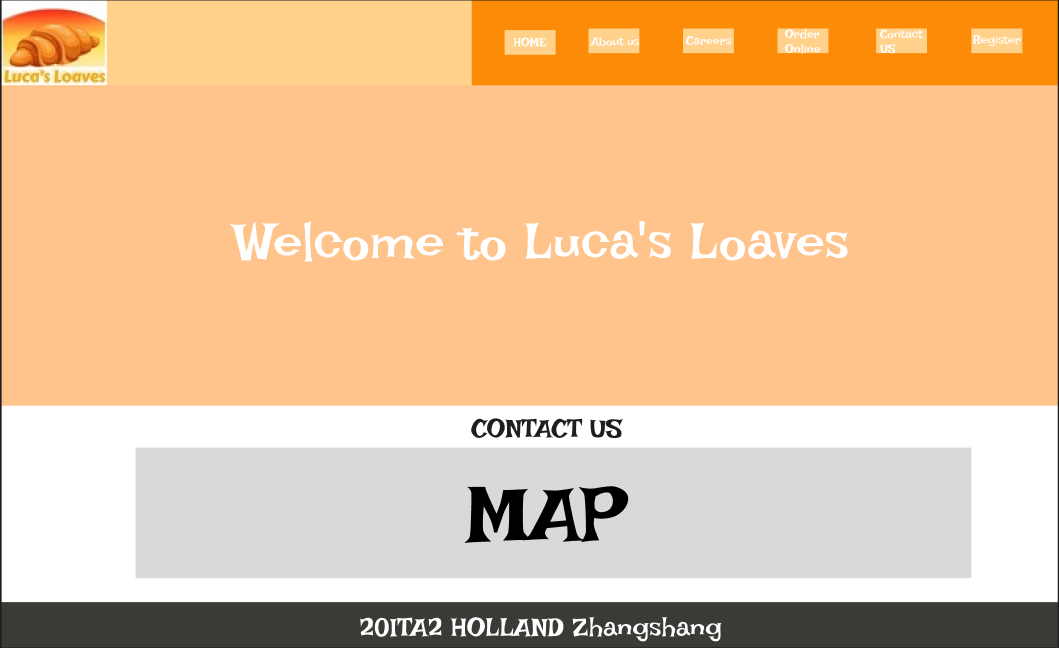 Luca's Loaves
HOME
About us
Careers
Order
Online
Contact
US
Register
Welcome to Luca's Loaves
CONTACT US
MAP
20ITA2 HOLLAND Zhangshang